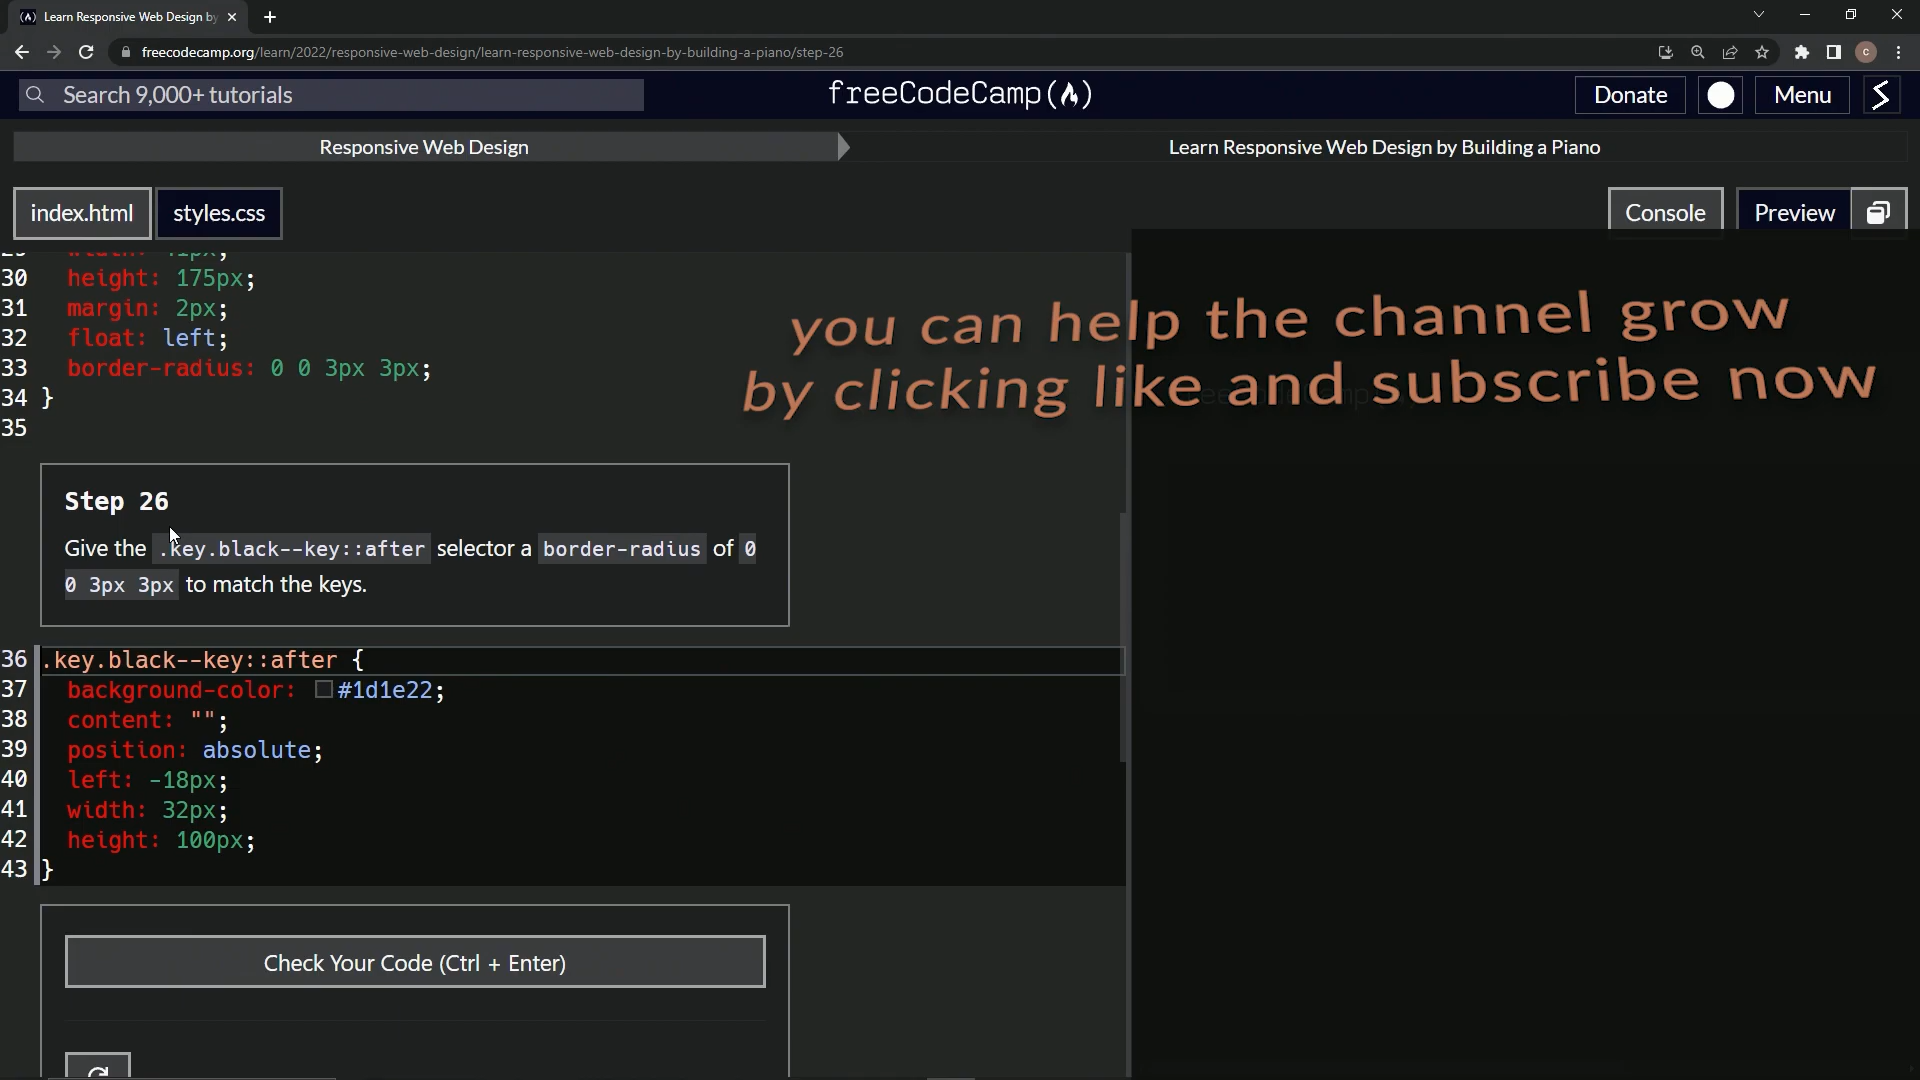 Learn Responsive Web Design by
freecodecamp.org/learn/2022/responsive-web-design/learn-responsive-web-design-by-building-a-piano/step-26
C
Search 9,000+ tutorials
freeCodeCamp
Donate
Menu
Responsive Web Design
Learn Responsive Web Design by Building a Piano
index.html
styles.css
Console
Preview
30 height: 175px;
31 margin: 2px;
32 float: left;
33 border-radius: 0 0 3px 3px;
34 }
35
you can help the channel grow
by clicking like and subscribe now
Step 26
Give the .key.black--key::after selector a border-radius of 0
0 3px 3px to match the keys.
36 .key.black--key::after {
37 background-color: #1d1e22;
38 content: "";
39 position: absolute;
40 left: -18px;
41 width: 32px;
42 height: 100px;
43 }
Check Your Code (Ctrl + Enter)